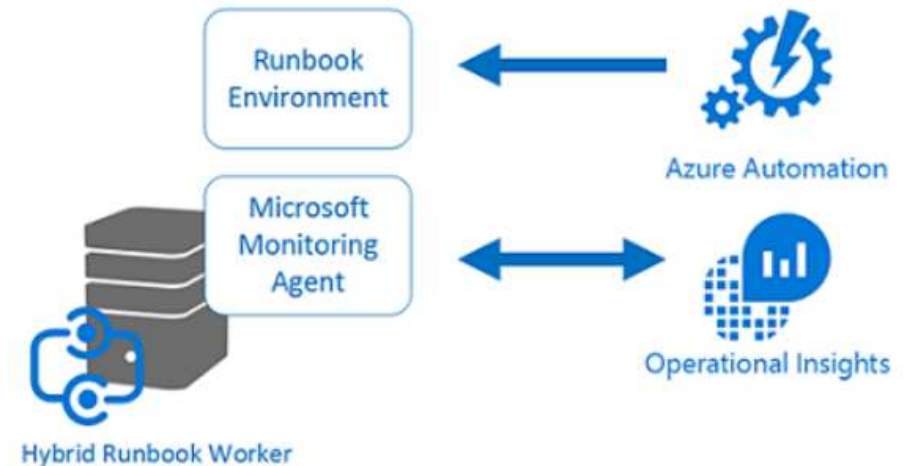 Runbook
Environment
Azure Automation
Microsoft
Monitoring
Agent
Operational Insights
Hybrid Runbook Worker